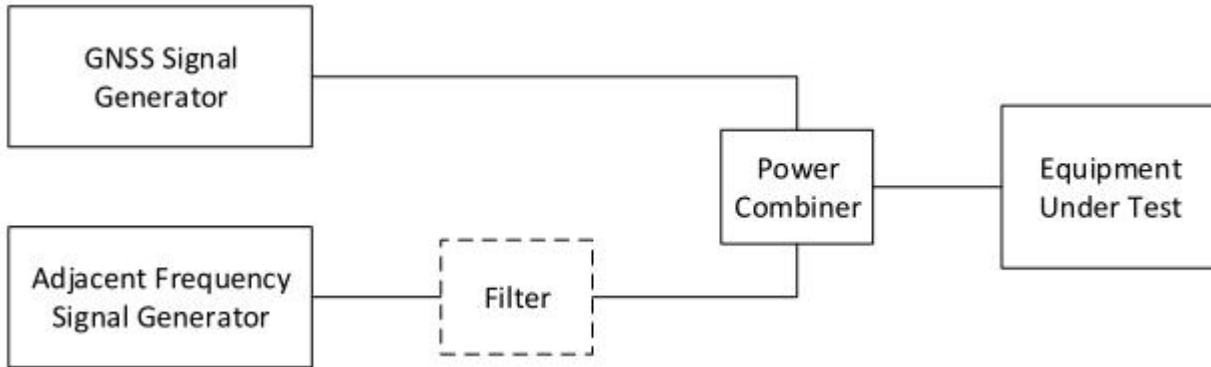 GNSS Signal
Generator
Power
Combiner
Equipment
Under Test
Adjacent Frequency
Signal Generator
Filter